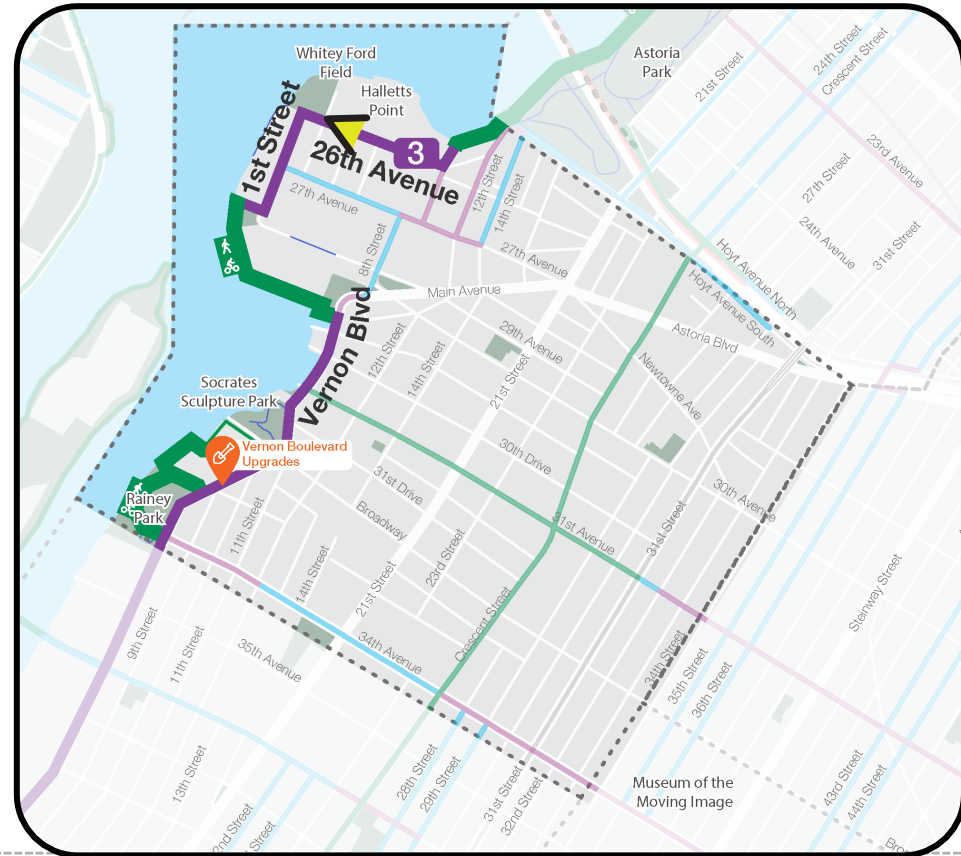 Whitey Ford
Field
Halletts
Point
Astoria
Park
21st Street
24th Street
Crescent Street
1st Street
26th Avenue
3
23rd Avenue
27th Street
24th Avenue
31st Street
27th Avenue
12th Street
14th Street
8th Street
27th Avenue
Hoyt Avenue North
Hoyt Avenue South
Main Avenue
Astoria Blvd
Vernon Blvd
12th Street
14th Street
29th Avenue
21st Street
Newtowne Ave
Socrates
Sculpture Park
Vernon Boulevard
Upgrades
30th Drive
31st Drive
30th Avenue
Rainey
Park
11th Street
Broadway
31st Avenue
31st Street
14th Street
21st Street
23rd Street
Crescent Street
Steinway Street
9th Street
11th Street
35th Avenue
34th Avenue
34th Street
35th Street
36th Street
13th Street
28th Street
29th Street
31st Street
32nd Street
Museum of the
Moving Image
43rd Street
44th Street
2nd Street
Street